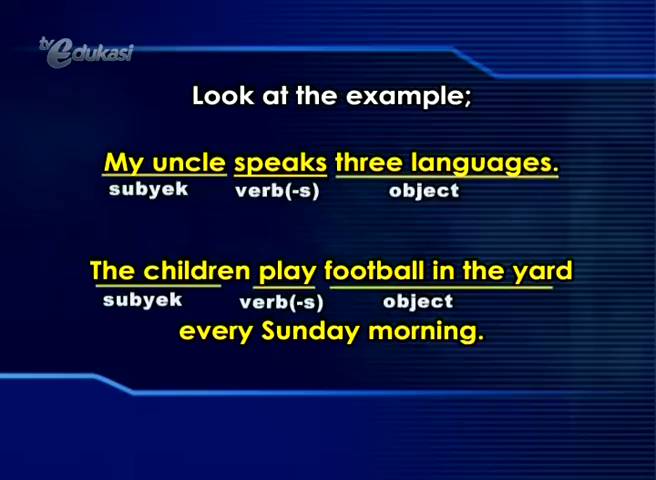 tv edukasi
Look at the example;
My uncle speaks three languages.
subyek verb(-s) object
The children play football in the yard
subyek verb(-s) object
every Sunday morning.